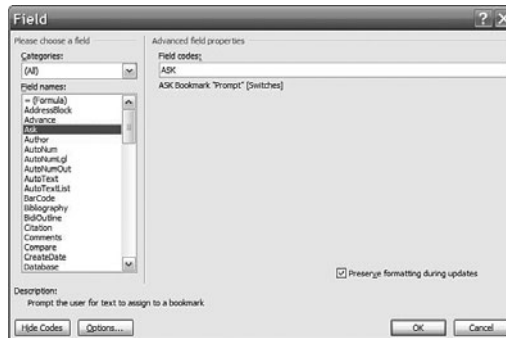 Field
Please choose a field
Categories:
(All)
Field names:
= (Formula)
AddressBlock
Advance
Ask
Author
AutoNum
AutoNumLgl
AutoNumOut
AutoText
AutoTextList
BarCode
Bibliography
BidiOutline
Citation
Comments
Compare
CreateDate
Database
Advanced field properties
Field codes:
ASK
ASK Bookmark "Prompt" [Switches]
Preserve formatting during updates
Description:
Prompt the user for text to assign to a bookmark
Hide Codes
Options...
OK
Cancel